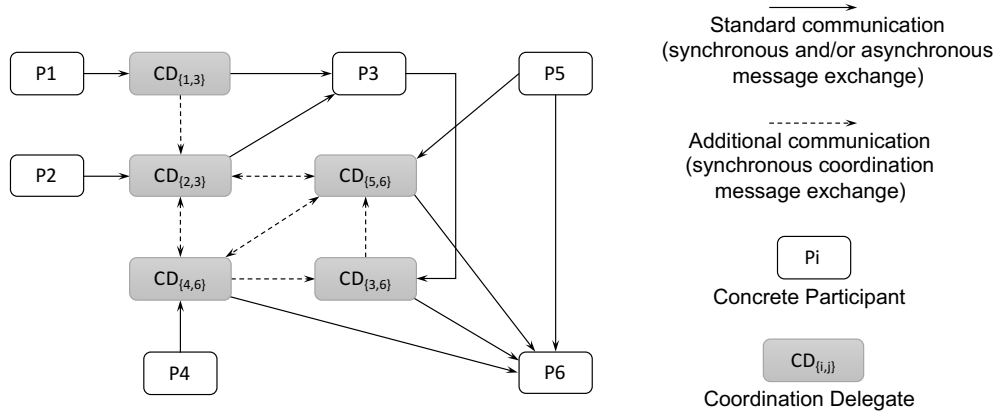 P1
CD{1,3}
P3
P5
P2
CD{2,3}
CD{5,6}
CD{4,6}
CD{3,6}
P4
P6
Standard communication
(synchronous and/or asynchronous
message exchange)
Additional communication
(synchronous coordination
message exchange)
Pi
Concrete Participant
CD{i,j}
Coordination Delegate